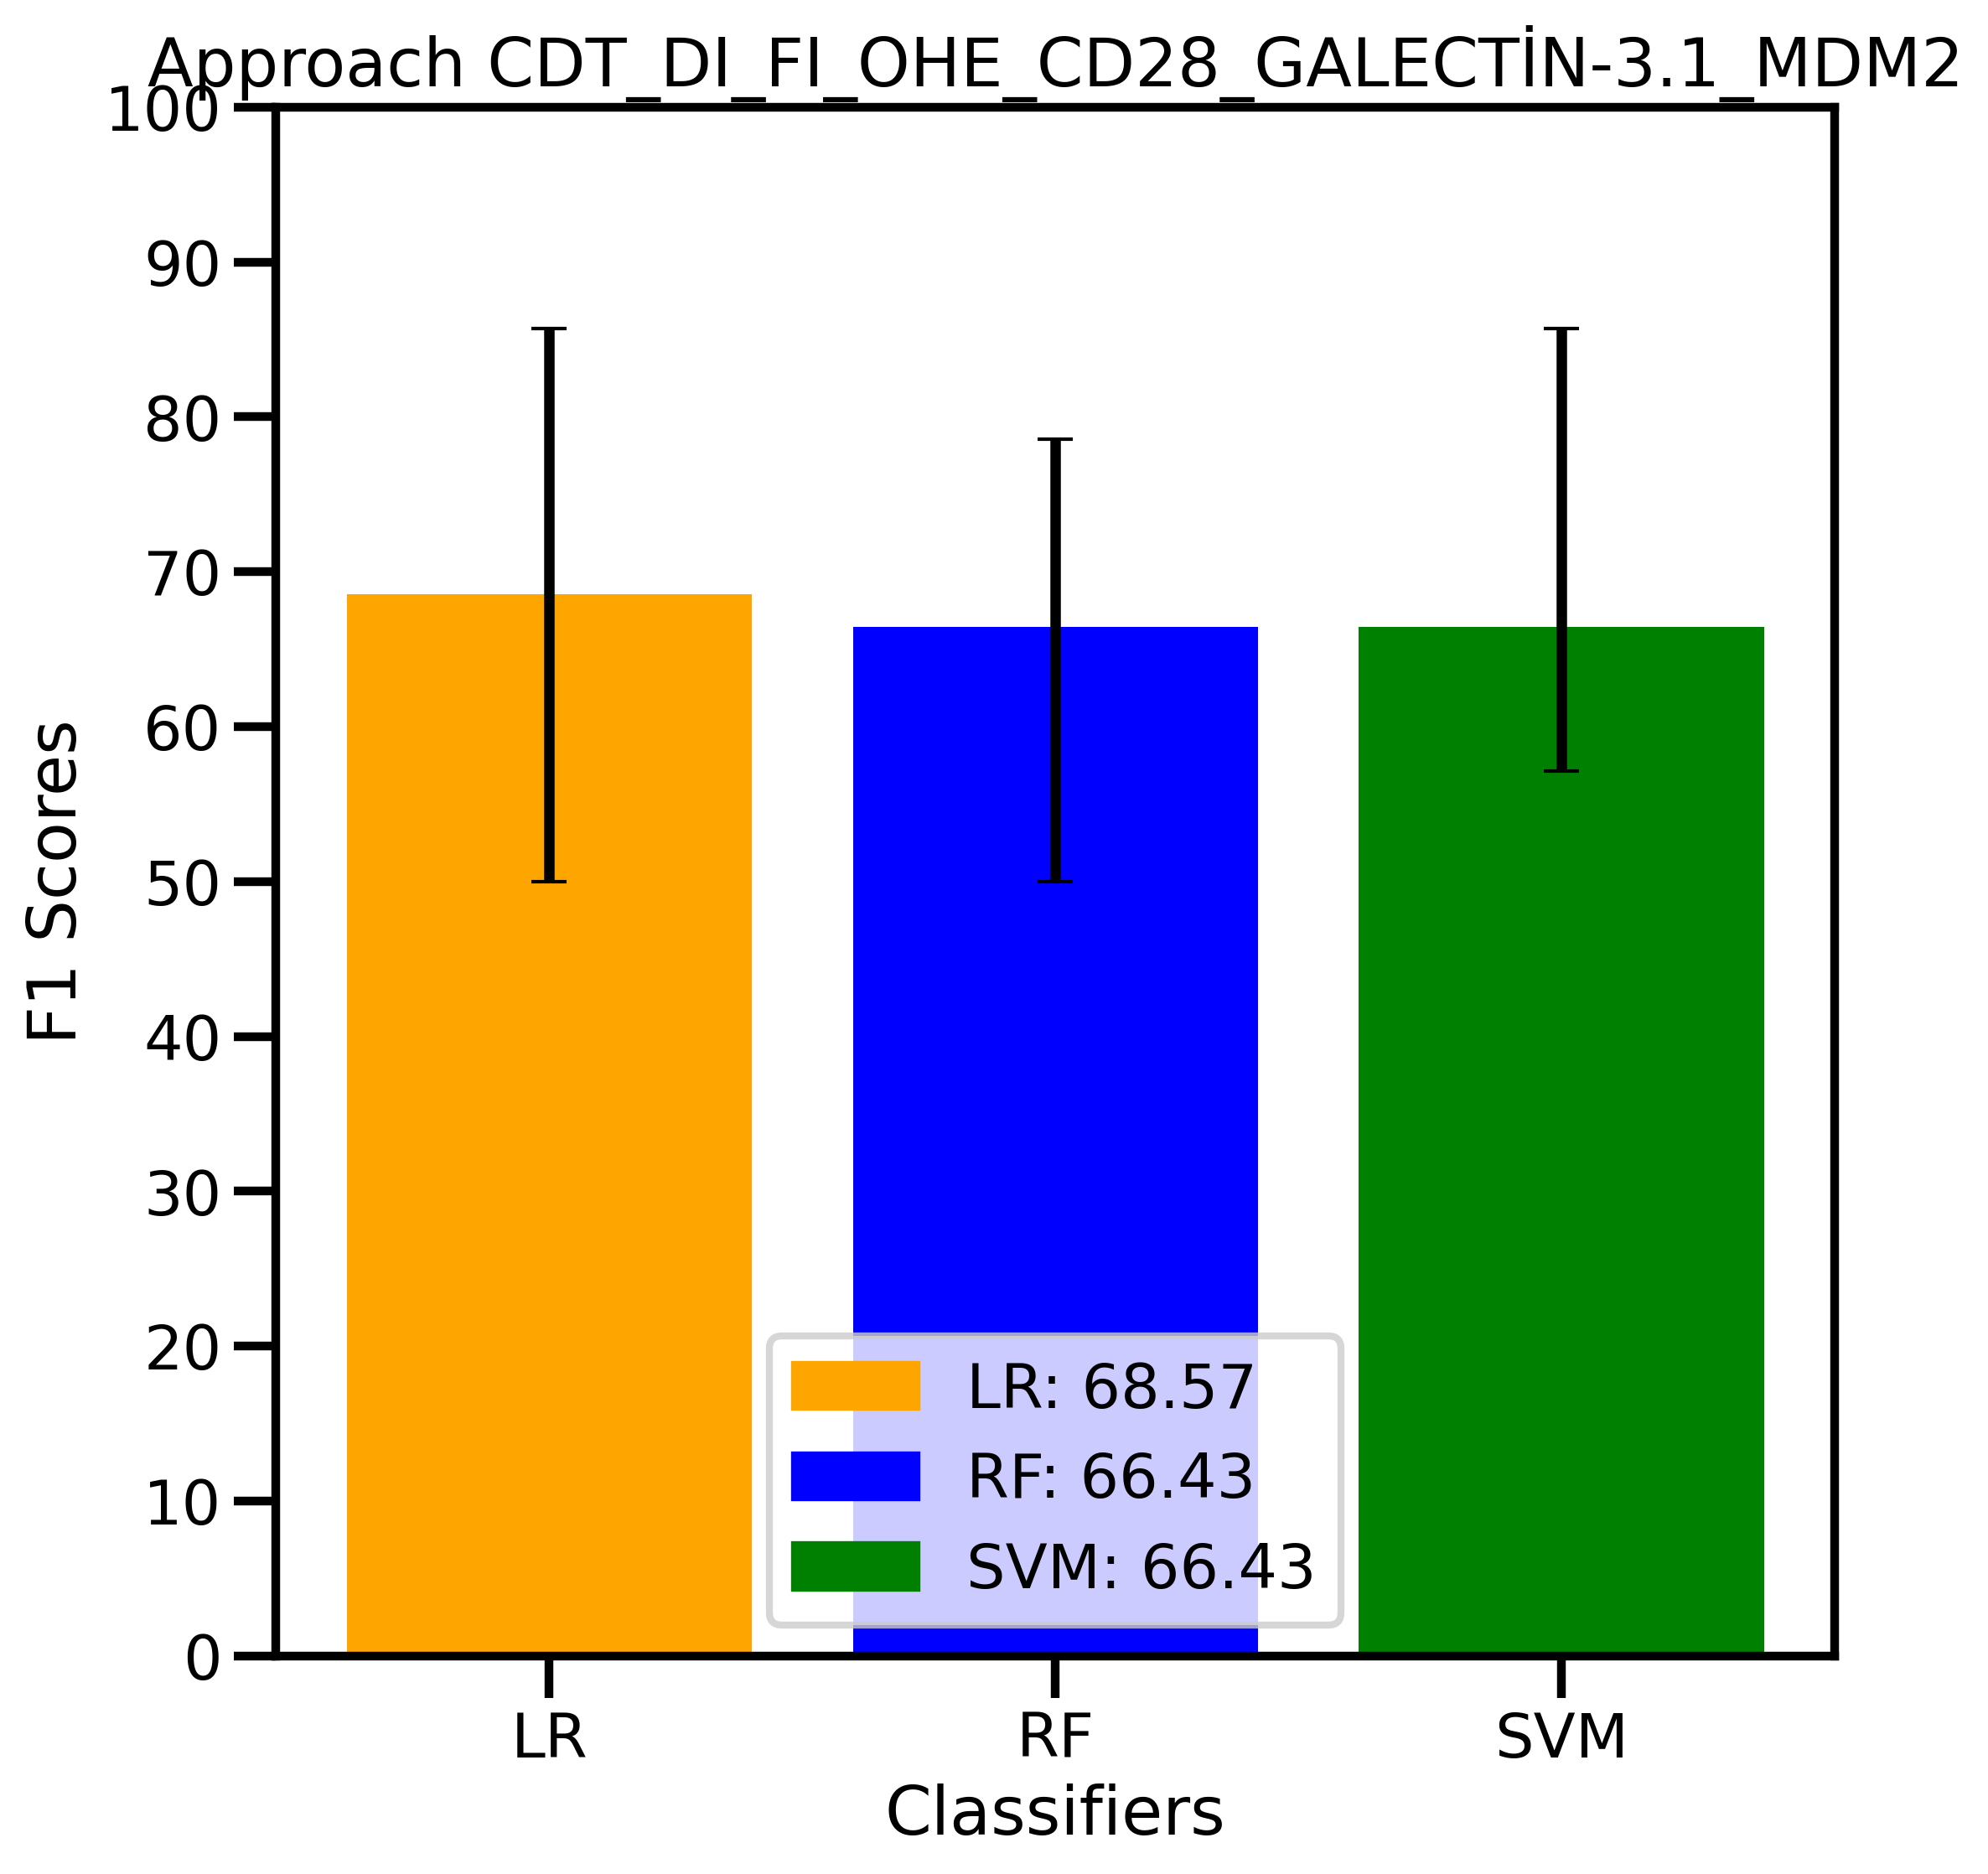 Approach CDT_DI_FI_OHE_CD28_GALECTİN-3.1_MDM2
100
90
80
70
60
50
40
30
20
10
0
F1 Scores
LR: 68.57
RF: 66.43
SVM: 66.43
LR
RF
SVM
Classifiers